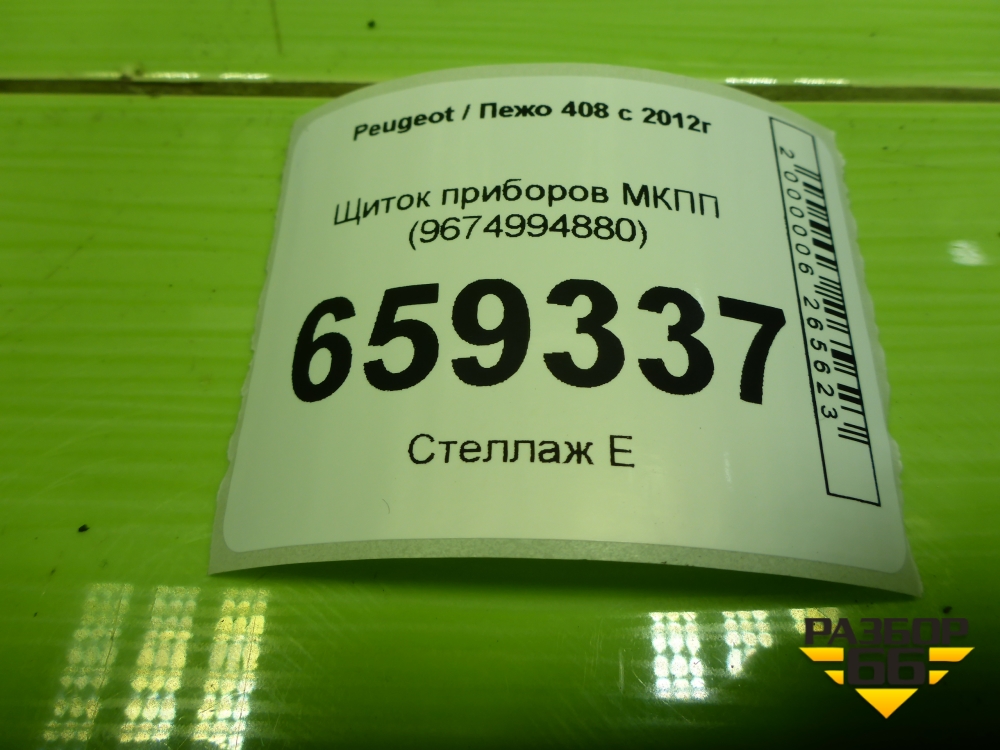 Peugeot / Пежо 408 с 2012г
Щиток приборов МКПП
(9674994880)
659337
Стеллаж Е
2000006265623
РАЗБОР
66